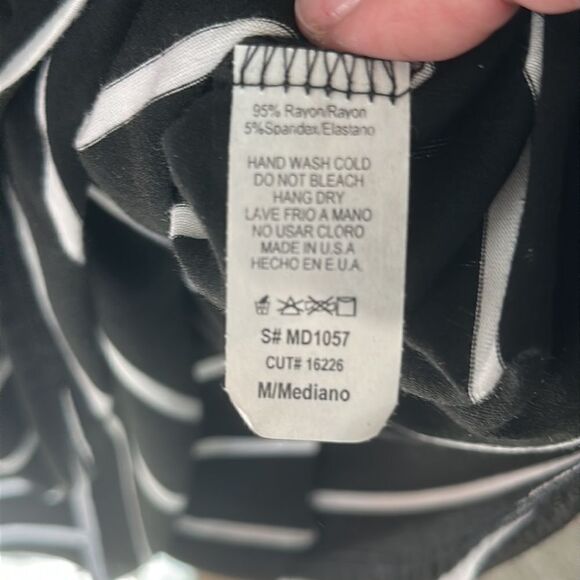 95% Rayon/Rayon
5%Spandex/Elastano
HAND WASH COLD
DO NOT BLEACH
HANG DRY
LAVE FRIO A MANO
NO USAR CLORO
MADE IN U.S.A
HECHO EN E.U.A.
S# MD1057
CUT# 16226
M/Mediano